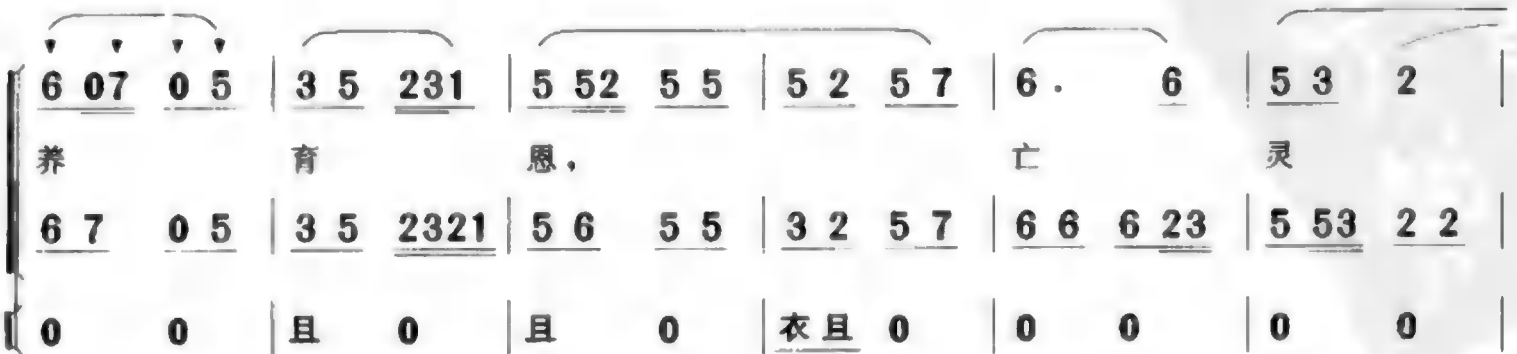 6 07 0 5 | 3 5 231 | 5 52 5 5 | 5 2 5 7 | 6. 6 | 5 3 2 |
养 育 恩， 亡 灵
6 7 0 5 | 3 5 2321 | 5 6 5 5 | 3 2 5 7 | 6 6 6 23 | 5 53 2 2 |
0 0 | 且 0 | 且 0 | 衣且 0 | 0 0 | 0 0 |